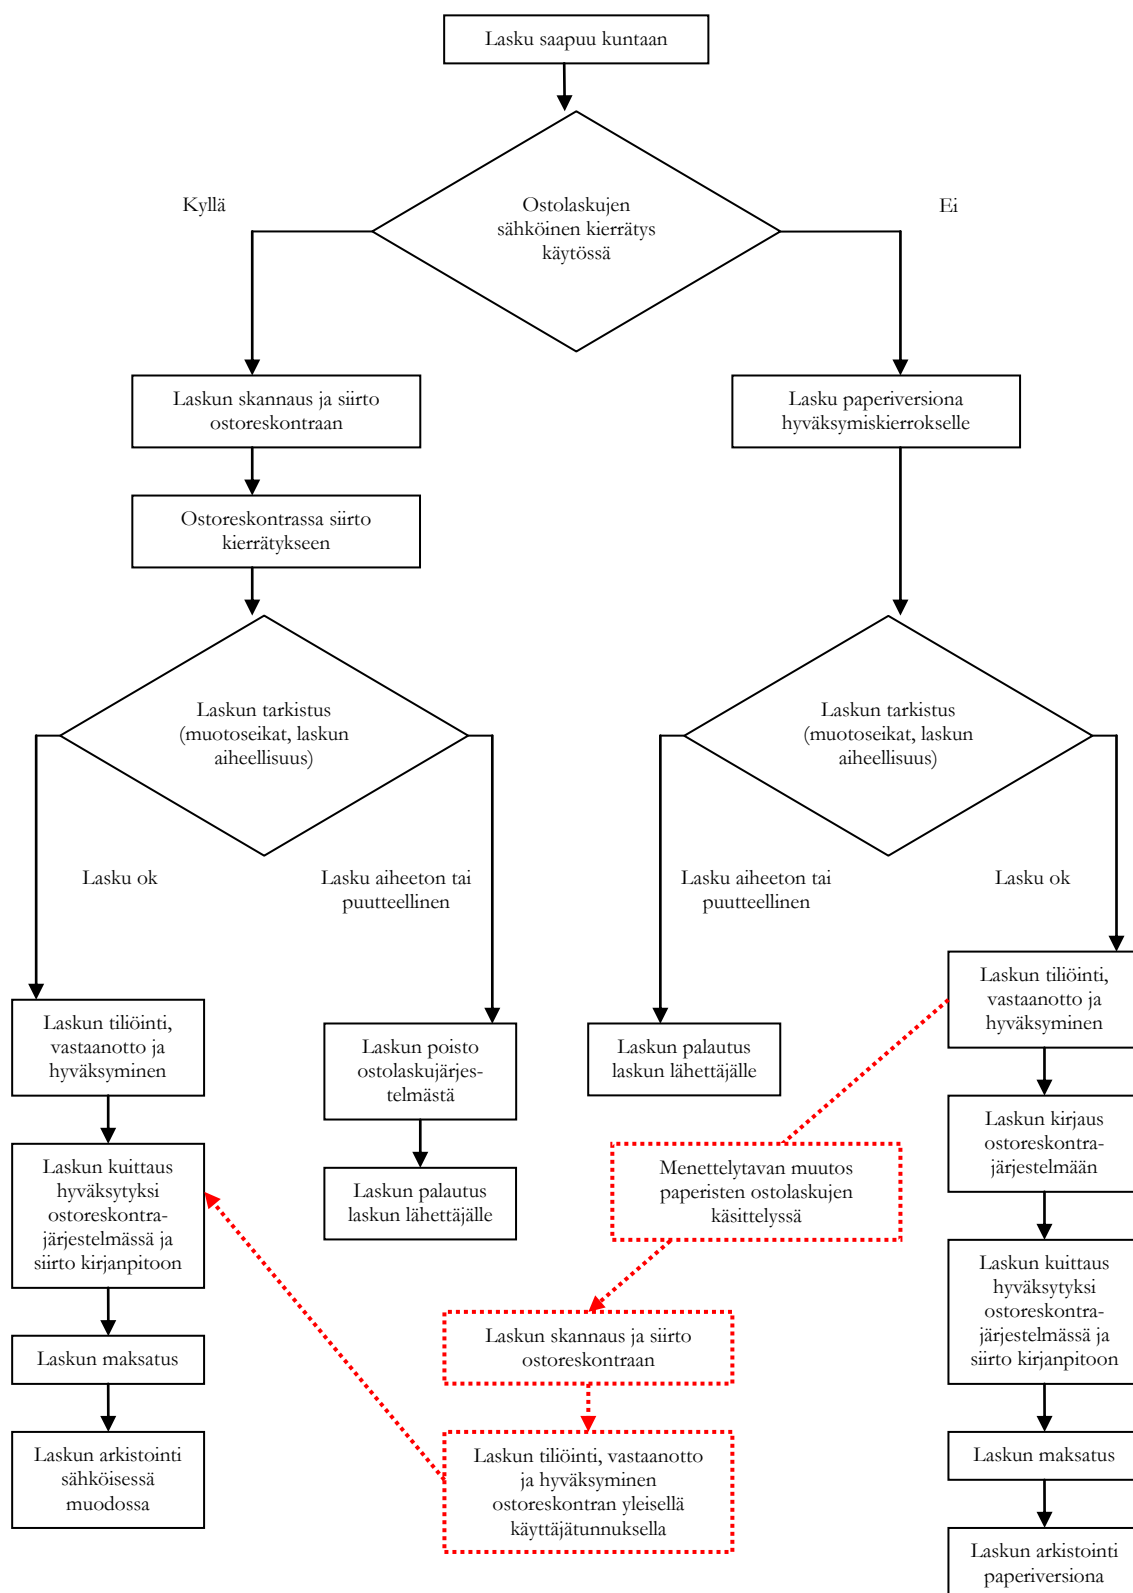 Lasku saapuu kuntaan
Kyllä
Ostolaskujen
sähköinen kierrätys
käytössä
Ei
Laskun skannaus ja siirto
ostoreskontraan
Lasku paperiversiona
hyväksymiskierrokselle
Ostoreskontrassa siirto
kierrätykseen
Laskun tarkistus
(muotoseikat, laskun
aiheellisuus)
Laskun tarkistus
(muotoseikat, laskun
aiheellisuus)
Lasku ok
Lasku aiheeton tai
puutteellinen
Lasku aiheeton tai
puutteellinen
Lasku ok
Laskun tiliöinti,
vastaanotto ja
hyväksyminen
Laskun poisto
ostolaskujärjes-
telmästä
Laskun palautus
laskun lähettäjälle
Laskun tiliöinti,
vastaanotto ja
hyväksyminen
Laskun kuittaus
hyväksytyksi
ostoreskontra-
järjestelmässä ja
siirto kirjanpitoon
Laskun palautus
laskun lähettäjälle
Menettelytavan muutos
paperisten ostolaskujen
käsittelyssä
Laskun kirjaus
ostoreskontra-
järjestelmään
Laskun skannaus ja siirto
ostoreskontraan
Laskun kuittaus
hyväksytyksi
ostoreskontra-
järjestelmässä ja
siirto kirjanpitoon
Laskun maksatus
Laskun arkistointi
sähköisessä
muodossa
Laskun tiliöinti, vastaanotto
ja hyväksyminen
ostoreskontran yleisellä
käyttäjätunnuksella
Laskun maksatus
Laskun arkistointi
paperiversiona